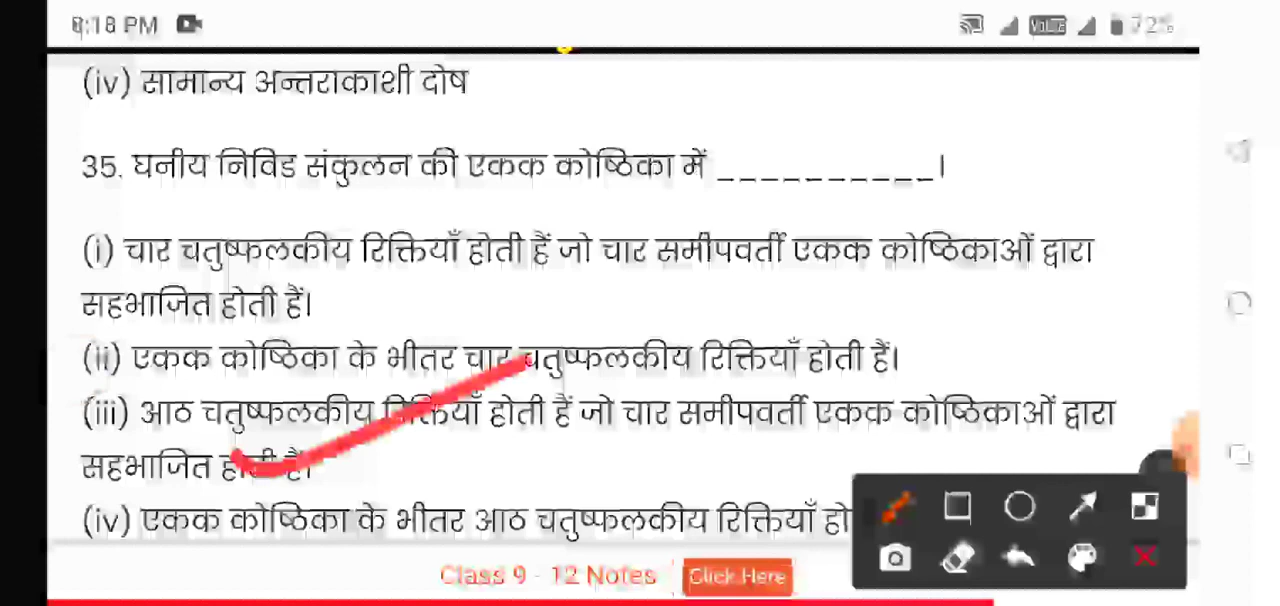 8:18 PM 72%
(iv) सामान्य अन्तराकाशी दोष
35. घनीय निविड संकुलन की एकक कोष्ठिका में __________।
(i) चार चतुष्फलकीय रिक्तियाँ होती हैं जो चार समीपवर्ती एकक कोष्ठिकाओं द्वारा
सहभाजित होती हैं।
(ii) एकक कोष्ठिका के भीतर चार चतुष्फलकीय रिक्तियाँ होती हैं।
(iii) आठ चतुष्फलकीय रिक्तियाँ होती हैं जो चार समीपवर्ती एकक कोष्ठिकाओं द्वारा
सहभाजित होती हैं।
(iv) एकक कोष्ठिका के भीतर आठ चतुष्फलकीय रिक्तियाँ हो
Class 9 - 12 Notes Click Here